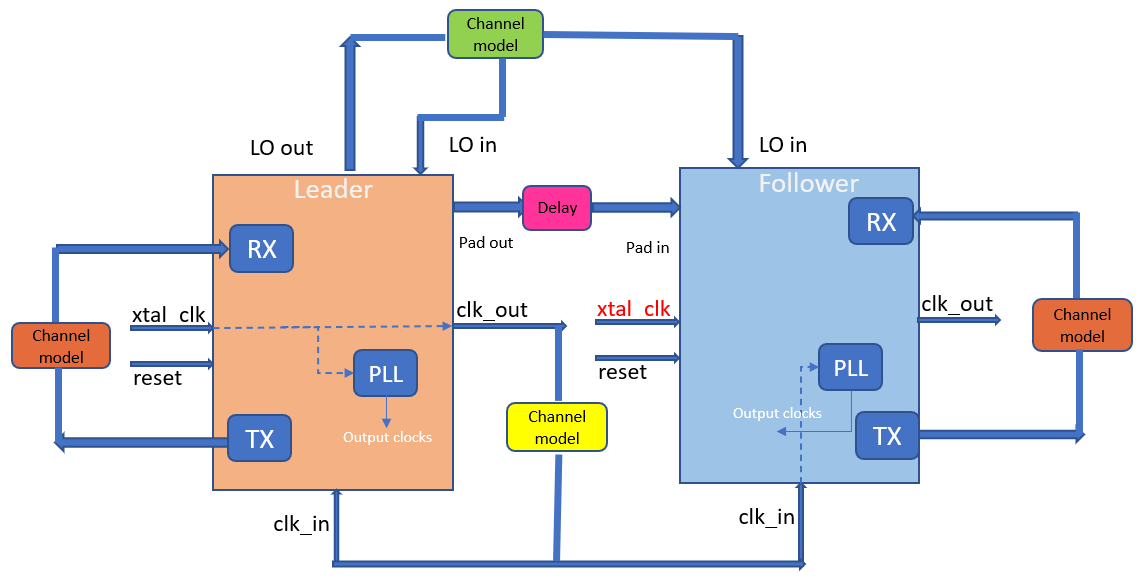 Channel
model
LO out
LO in
LO in
Leader
Follower
RX
Delay
RX
Pad out
Pad in
xtal_clk
clk_out
xtal_clk
clk_out
Channel
model
reset
PLL
reset
PLL
Channel
model
Output clocks
Output clocks
TX
Channel
model
TX
clk_in
clk_in